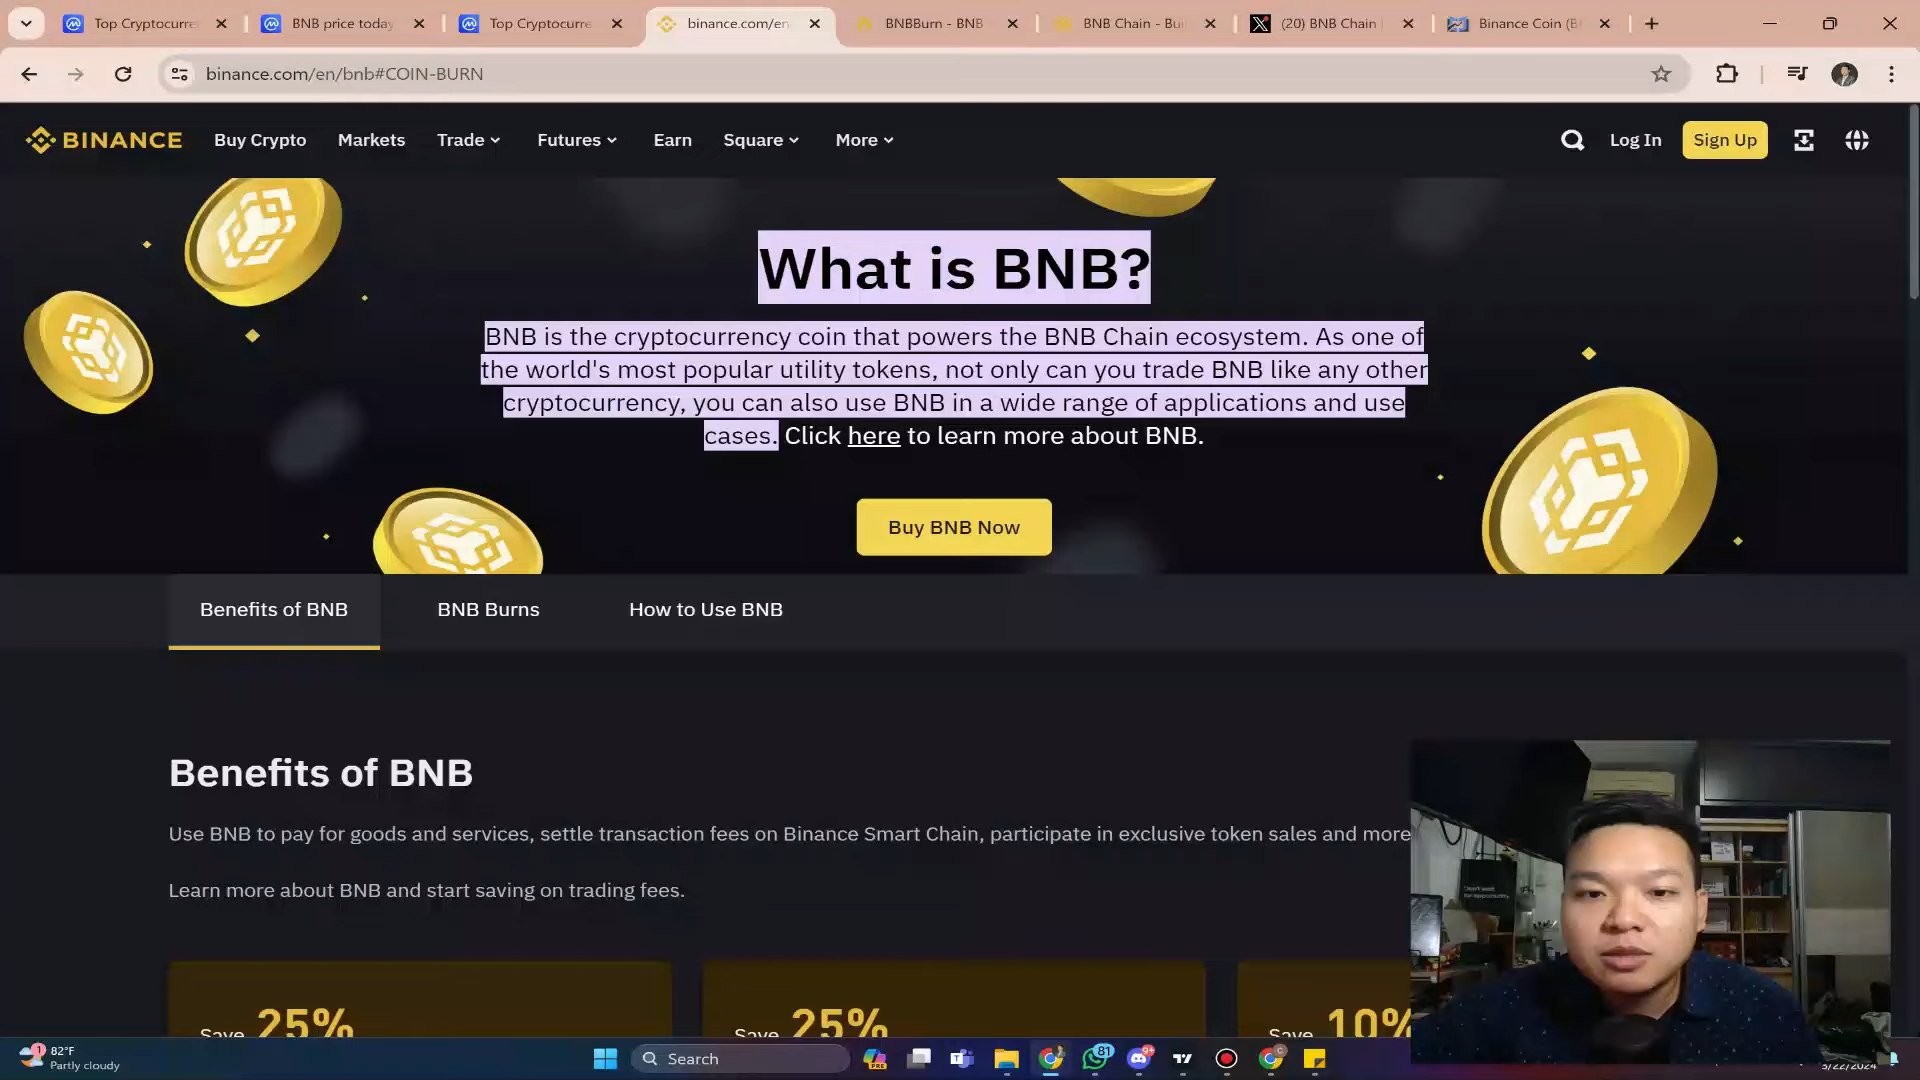 Top Cryptocurre
BNB price today
Top Cryptocurre
binance.com/en
BNBBurn - BNB
BNB Chain - Bui
(20) BNB Chain
Binance Coin (B
binance.com/en/bnb#COIN-BURN
BINANCE
Buy Crypto
Markets
Trade
Futures
Earn
Square
More
Log In
Sign Up
What is BNB?
BNB is the cryptocurrency coin that powers the BNB Chain ecosystem. As one of
the world's most popular utility tokens, not only can you trade BNB like any other
cryptocurrency, you can also use BNB in a wide range of applications and use
cases. Click here to learn more about BNB.
Buy BNB Now
Benefits of BNB
BNB Burns
How to Use BNB
Benefits of BNB
Use BNB to pay for goods and services, settle transaction fees on Binance Smart Chain, participate in exclusive token sales and more
Learn more about BNB and start saving on trading fees.
Save 25%
Save 25%
Save 10%
1
82°F
Partly cloudy
Search
PRE
81
9+
C